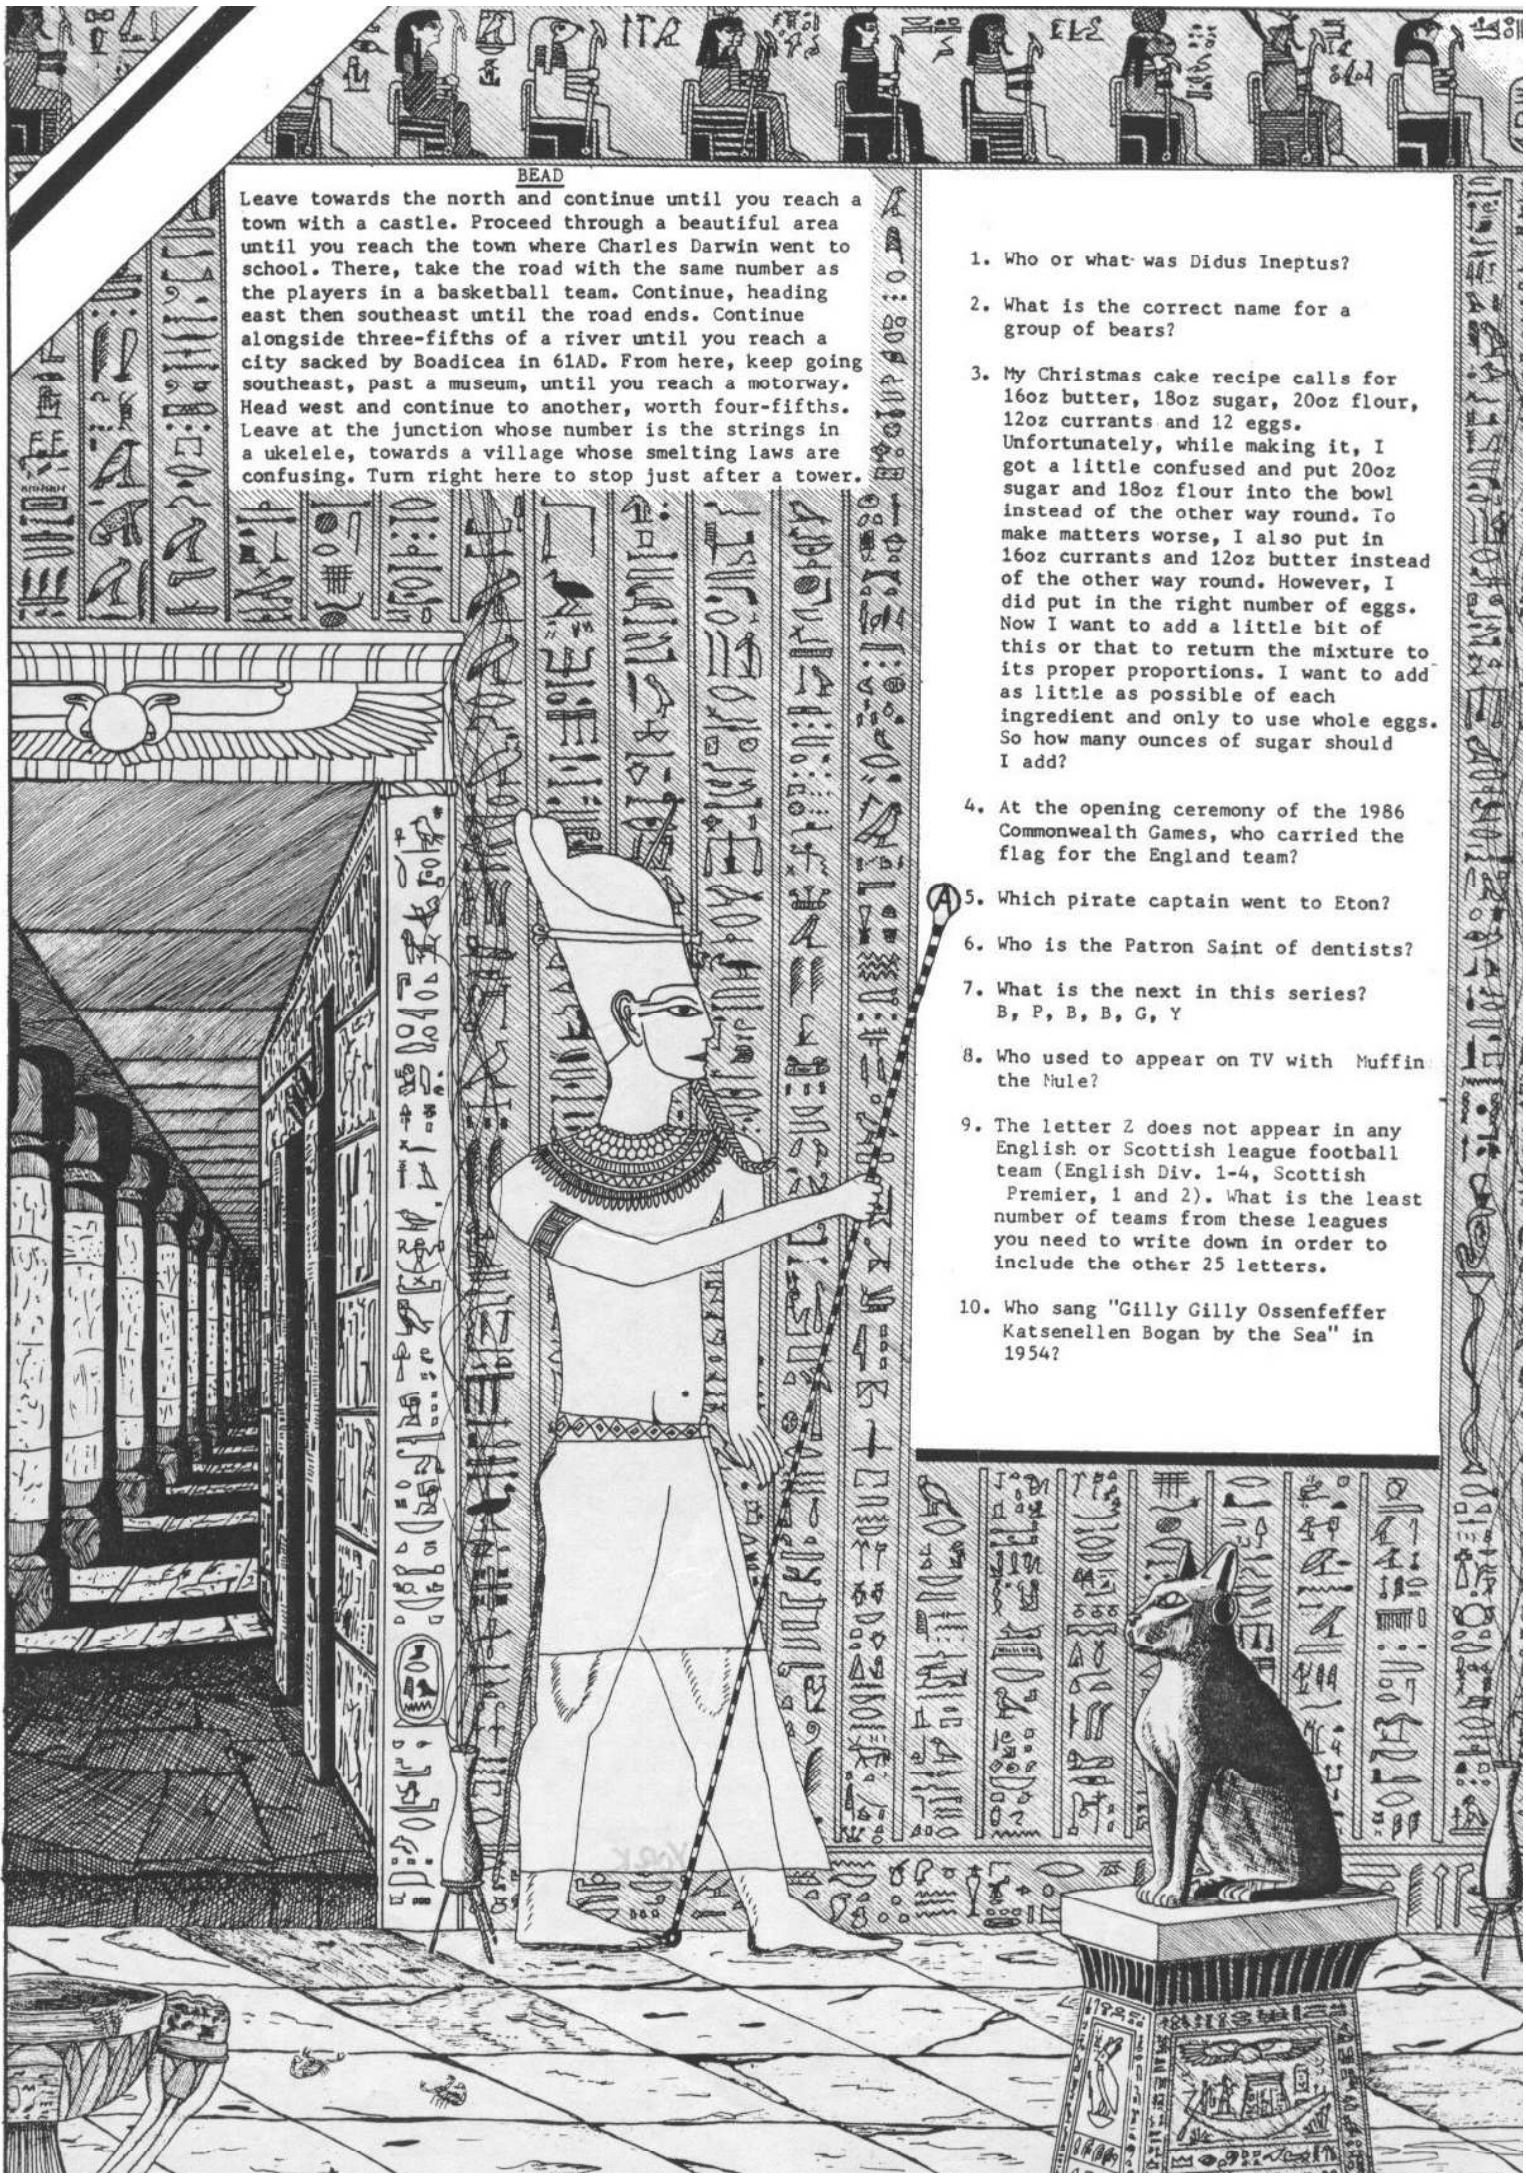 BEAD
Leave towards the north and continue until you reach a
town with a castle. Proceed through a beautiful area
until you reach the town where Charles Darwin went to
school. There, take the road with the same number as
the players in a basketball team. Continue, heading
east then southeast until the road ends. Continue
alongside three-fifths of a river until you reach a
city sacked by Boadicea in 61AD. From here, keep going
southeast, past a museum, until you reach a motorway.
Head west and continue to another, worth four-fifths.
Leave at the junction whose number is the strings in
a ukelele, towards a village whose smelting laws are
confusing. Turn right here to stop just after a tower.
1. Who or what was Didus Ineptus?
2. What is the correct name for a
group of bears?
3. My Christmas cake recipe calls for
16oz butter, 18oz sugar, 20oz flour,
12oz currants and 12 eggs.
Unfortunately, while making it, I
got a little confused and put 20oz
sugar and 18oz flour into the bowl
instead of the other way round. To
make matters worse, I also put in
16oz currants and 12oz butter instead
of the other way round. However, I
did put in the right number of eggs.
Now I want to add a little bit of
this or that to return the mixture to
its proper proportions. I want to add
as little as possible of each
ingredient and only to use whole eggs.
So how many ounces of sugar should
I add?
4. At the opening ceremony of the 1986
Commonwealth Games, who carried the
flag for the England team?
A
5. Which pirate captain went to Eton?
6. Who is the Patron Saint of dentists?
7. What is the next in this series?
B, P, B, B, G, Y
8. Who used to appear on TV with Muffin
the Mule?
9. The letter Z does not appear in any
English or Scottish league football
team (English Div. 1-4, Scottish
Premier, 1 and 2). What is the least
number of teams from these leagues
you need to write down in order to
include the other 25 letters.
10. Who sang "Gilly Gilly Ossenfeffer
Katsenellen Bogan by the Sea" in
1954?